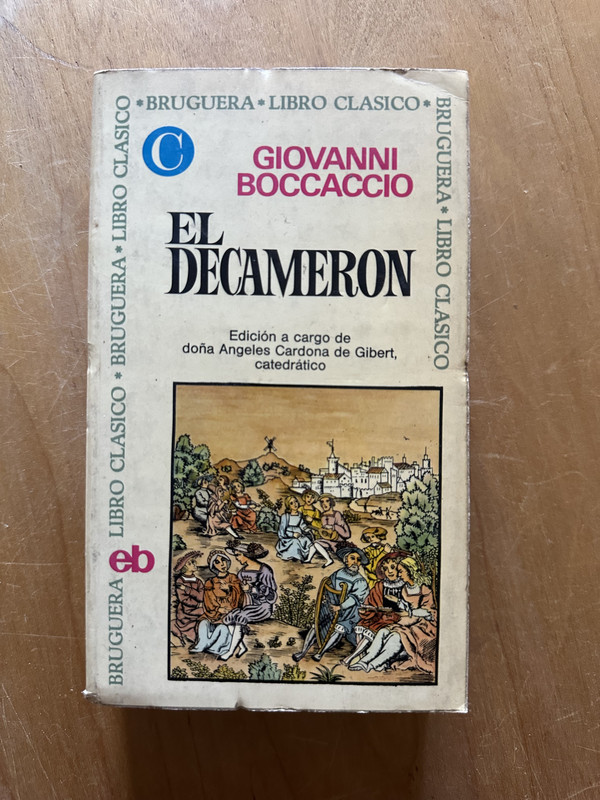 *BRUGUERA*LIBRO CLASICO*
BRUGUERA*LIBRO CLASICO*BRUGUERA*LIBRO CLASICO
BRUGUERA*LIBRO CLASICO
C
GIOVANNI
BOCCACCIO
EL
DECAMERON
Edición a cargo de
doña Angeles Cardona de Gibert,
catedrático
eb